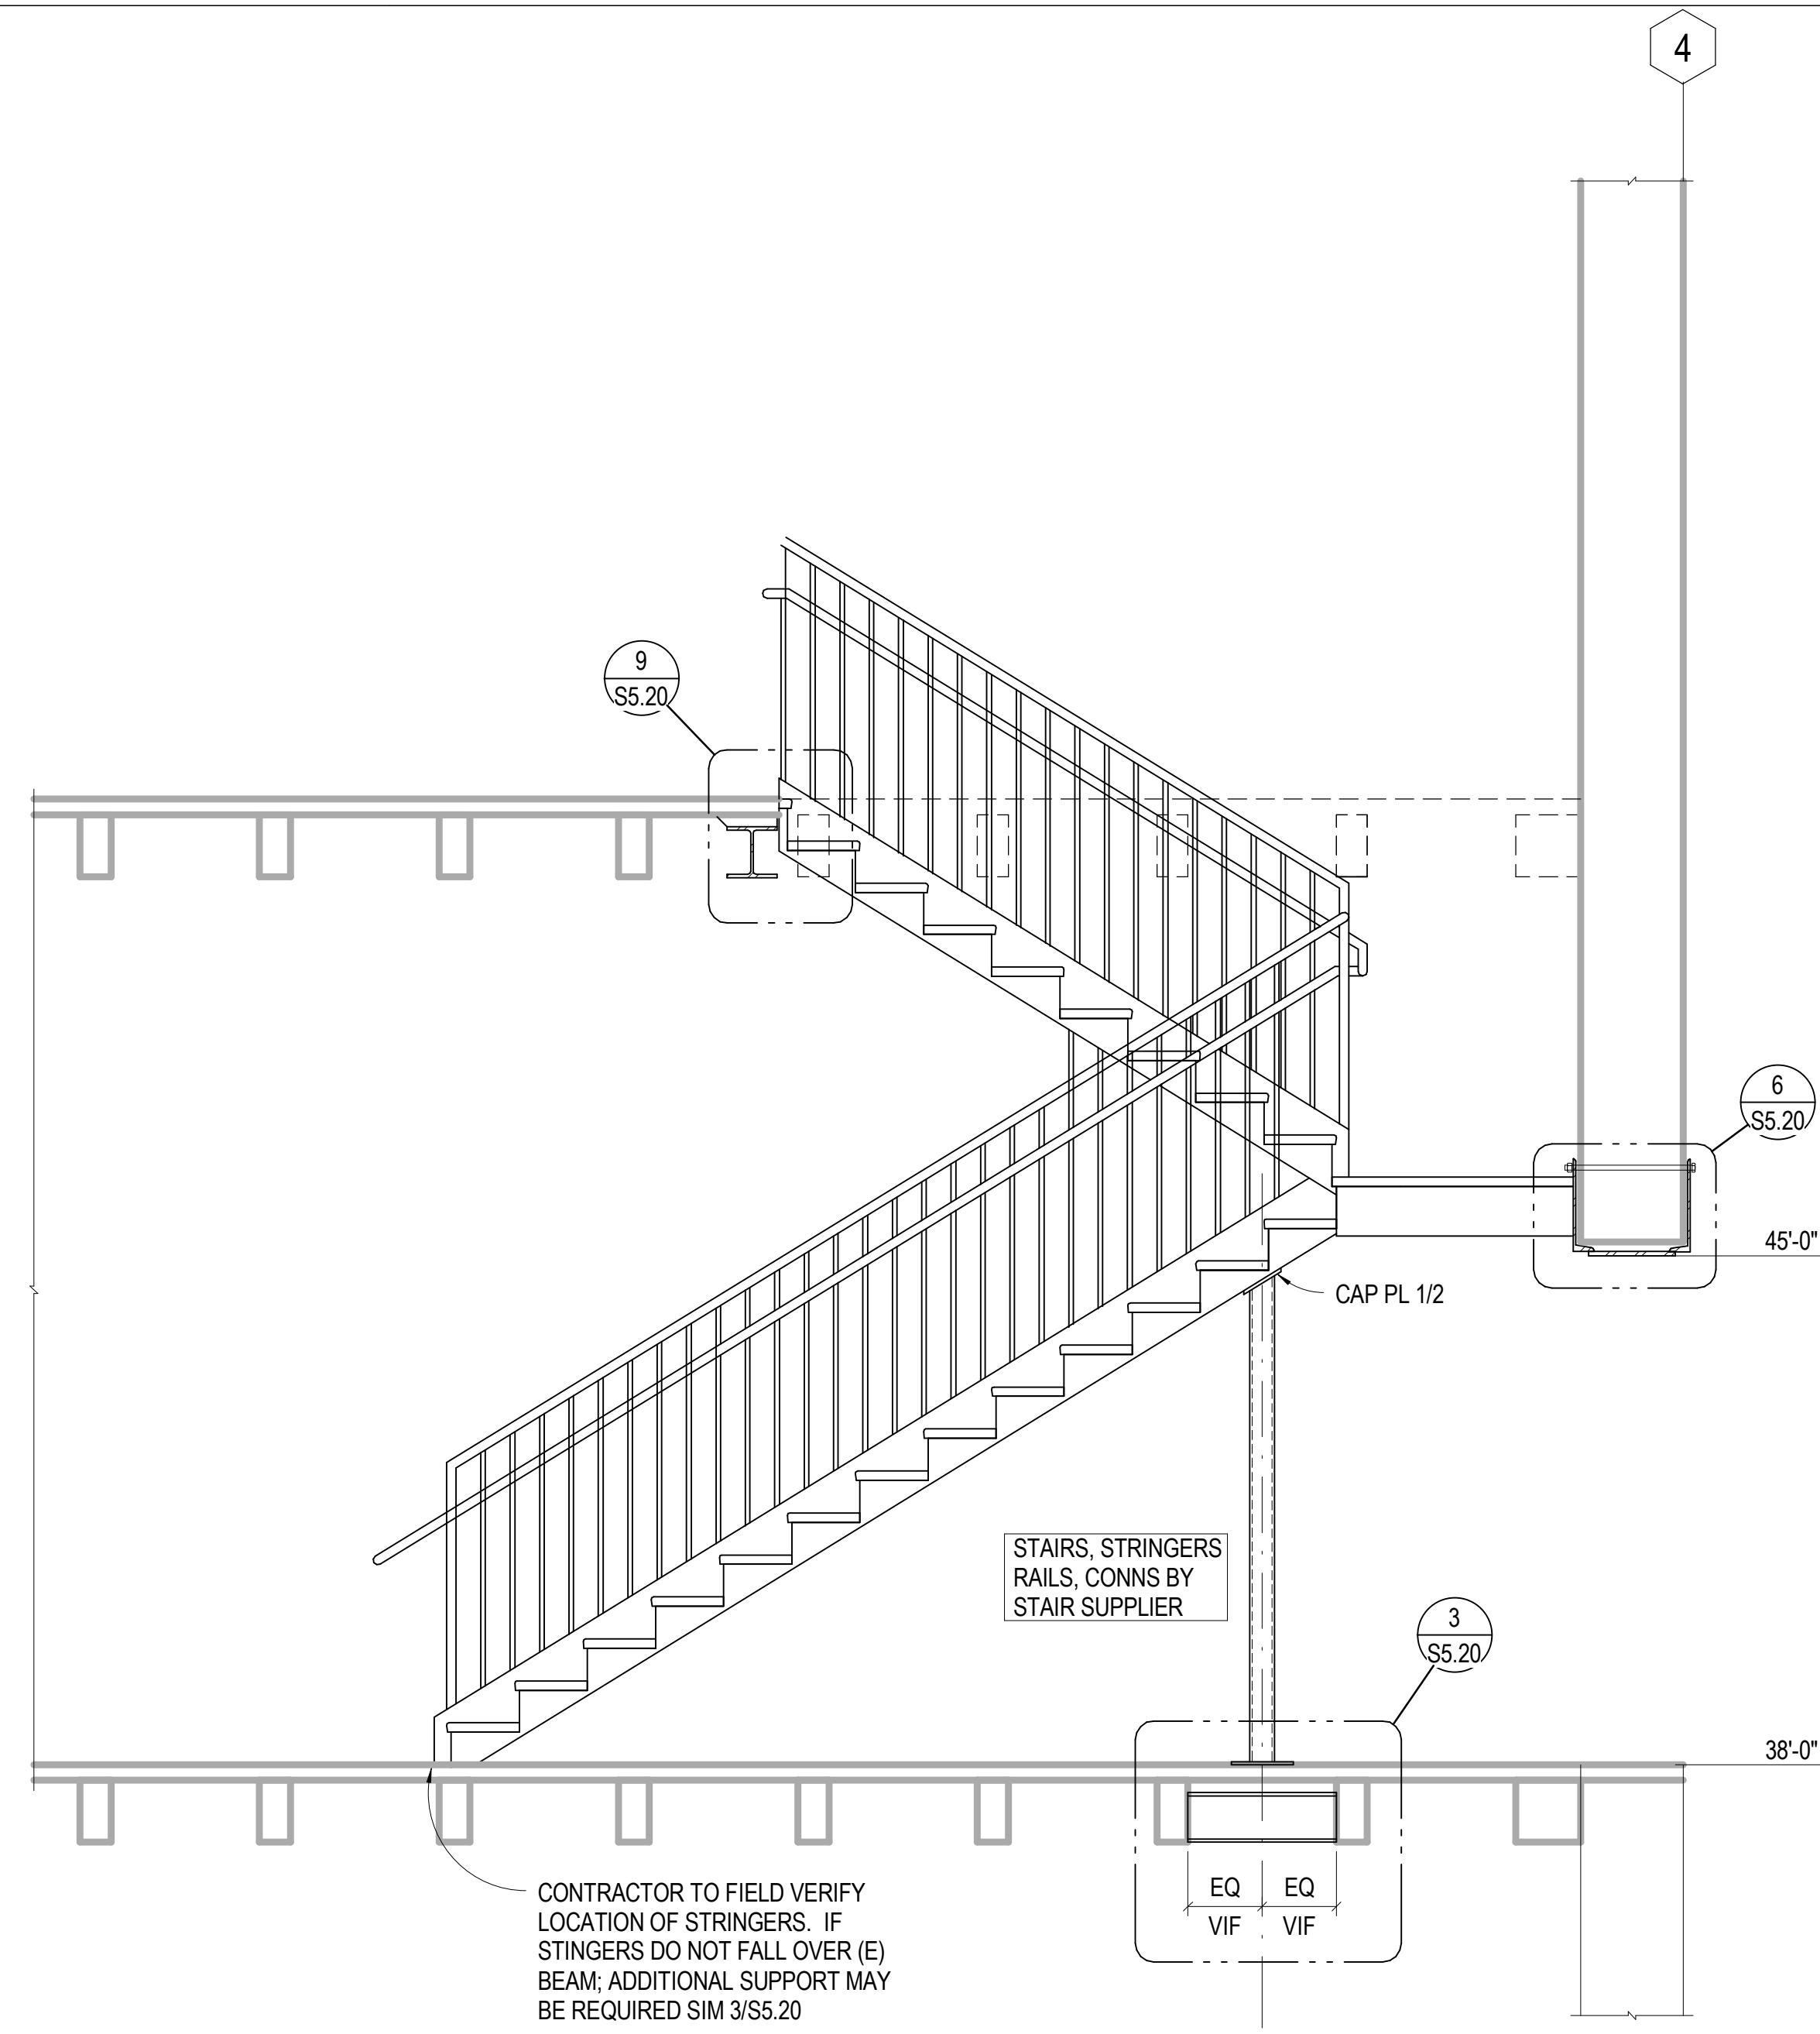 4
9
S5.20
6
S5.20
45'-0"
CAP PL 1/2
STAIRS, STRINGERS
RAILS, CONNS BY
STAIR SUPPLIER
3
S5.20
38'-0"
EQ EQ
VIF VIF
CONTRACTOR TO FIELD VERIFY
LOCATION OF STRINGERS. IF
STINGERS DO NOT FALL OVER (E)
BEAM; ADDITIONAL SUPPORT MAY
BE REQUIRED SIM 3/S5.20